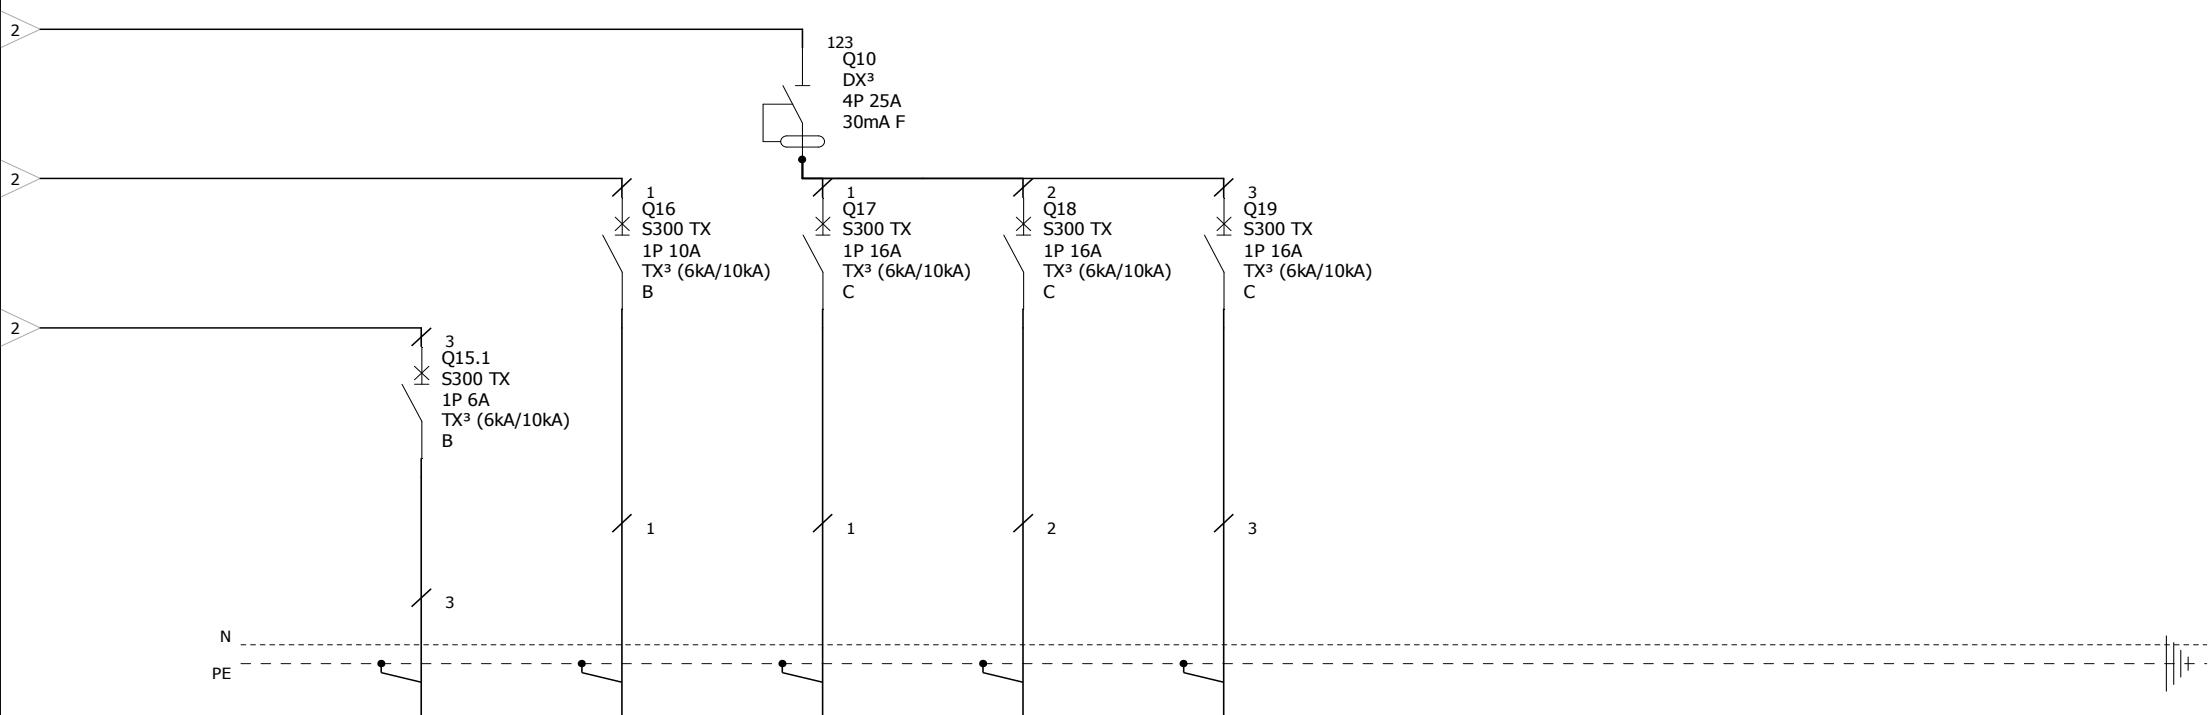 2
123
Q10
DX³
4P 25A
30mA F
2
1
Q16
S300 TX
1P 10A
TX³ (6kA/10kA)
B
1
Q17
S300 TX
1P 16A
TX³ (6kA/10kA)
C
2
Q18
S300 TX
1P 16A
TX³ (6kA/10kA)
C
3
Q19
S300 TX
1P 16A
TX³ (6kA/10kA)
C
2
3
Q15.1
S300 TX
1P 6A
TX³ (6kA/10kA)
B
1
1
2
3
3
N
PE